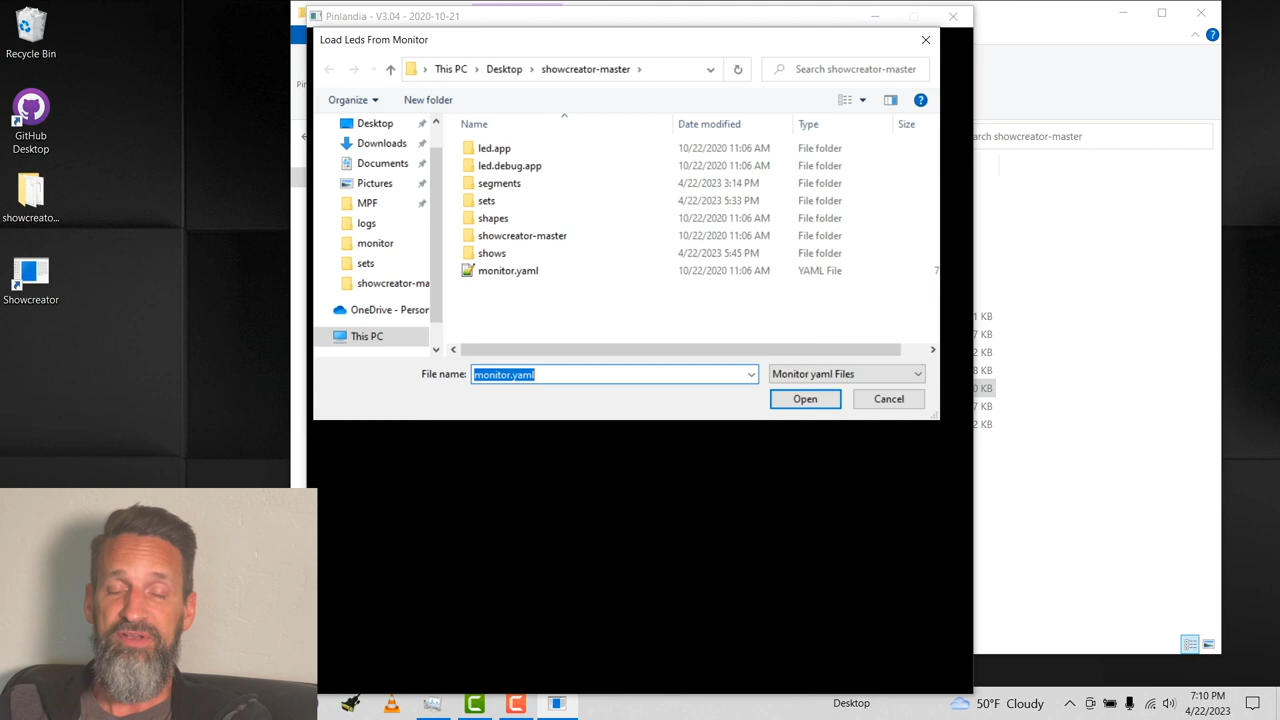 Recycle Bin
GitHub
Desktop
showcreato...
Showcreator
Pinlandia - V3.04 - 2020-10-21
Load Leds From Monitor
This PC > Desktop > showcreator-master >
Search showcreator-master
Organize
New folder
Name Date modified Type Size
Desktop
Downloads
Documents
Pictures
MPF
logs
monitor
sets
showcreator-ma
OneDrive - Person
This PC
led.app 10/22/2020 11:06 AM File folder
led.debug.app 10/22/2020 11:06 AM File folder
segments 4/22/2023 3:14 PM File folder
sets 4/22/2023 5:33 PM File folder
shapes 10/22/2020 11:06 AM File folder
showcreator-master 10/22/2020 11:06 AM File folder
shows 4/22/2023 5:45 PM File folder
monitor.yaml 10/22/2020 11:06 AM YAML File 7
File name: monitor.yaml
Monitor yaml Files
Open Cancel
arch showcreator-master
1 KB
7 KB
2 KB
8 KB
0 KB
7 KB
2 KB
Desktop
50°F Cloudy
7:10 PM
4/22/2023